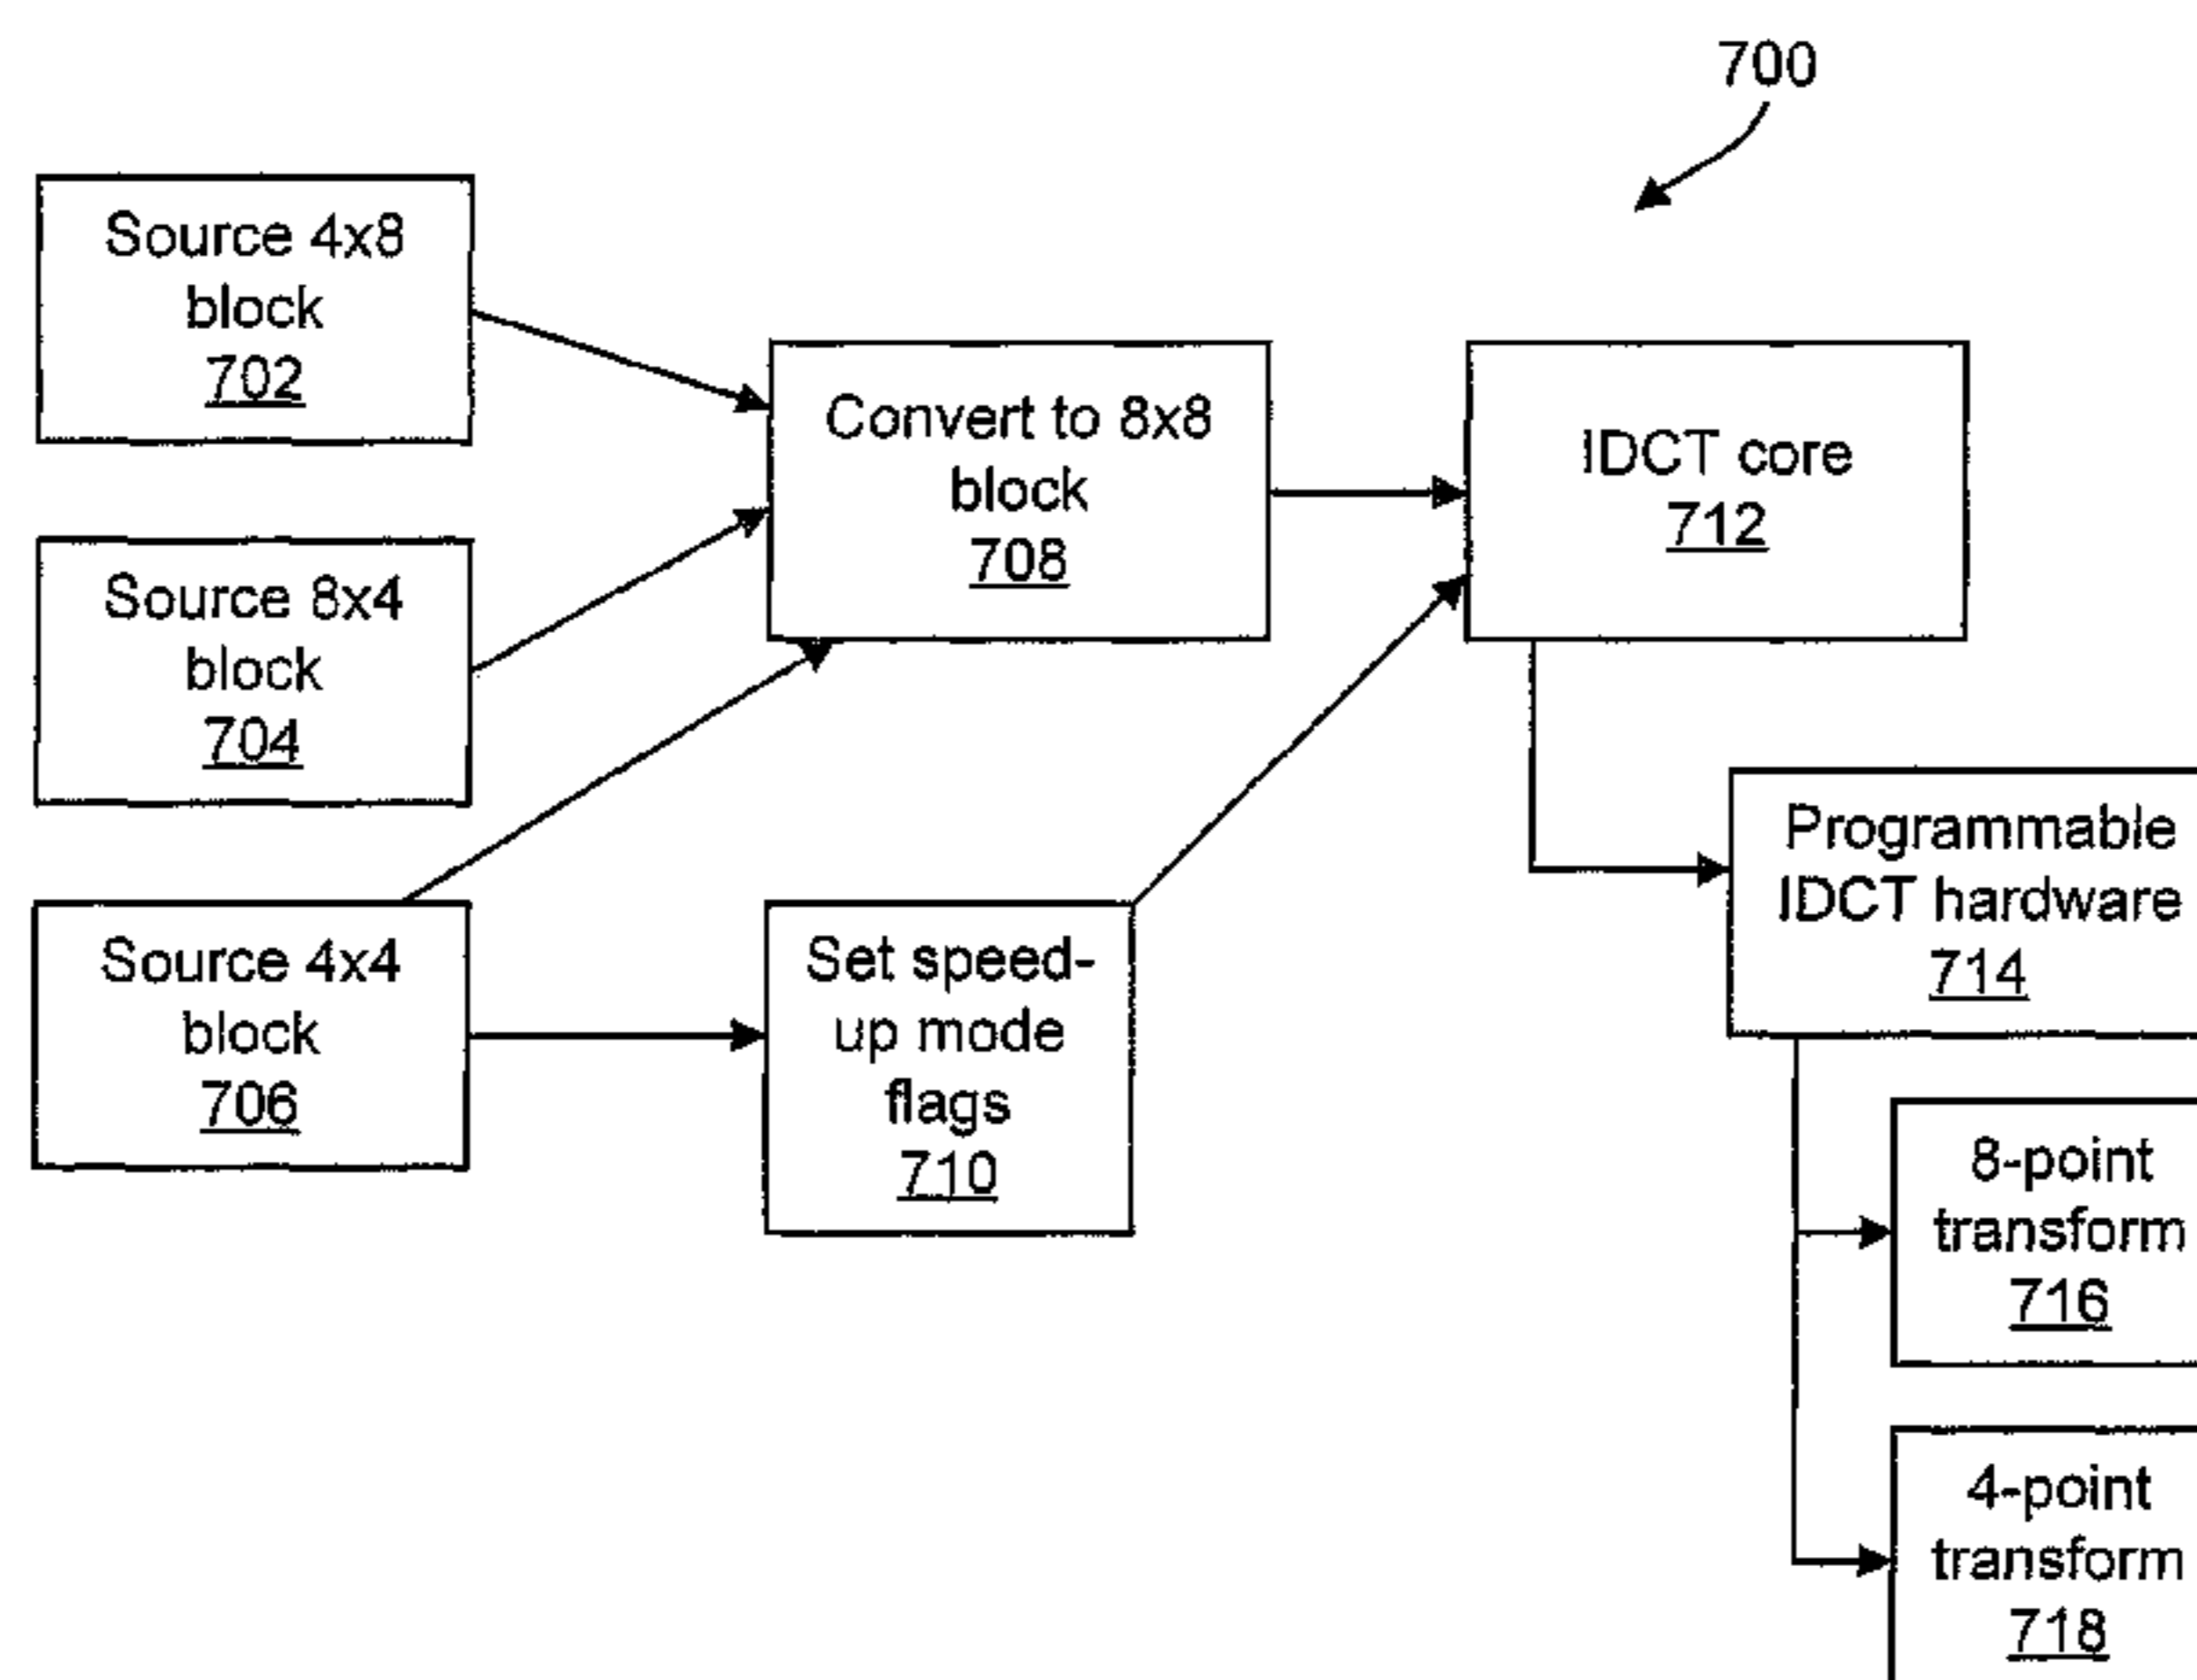 700
Source 4x8
block
702
Source 8x4
block
704
Source 4x4
block
706
Convert to 8x8
block
708
Set speed-
up mode
flags
710
IDCT core
712
Programmable
IDCT hardware
714
8-point
transform
716
4-point
transform
718